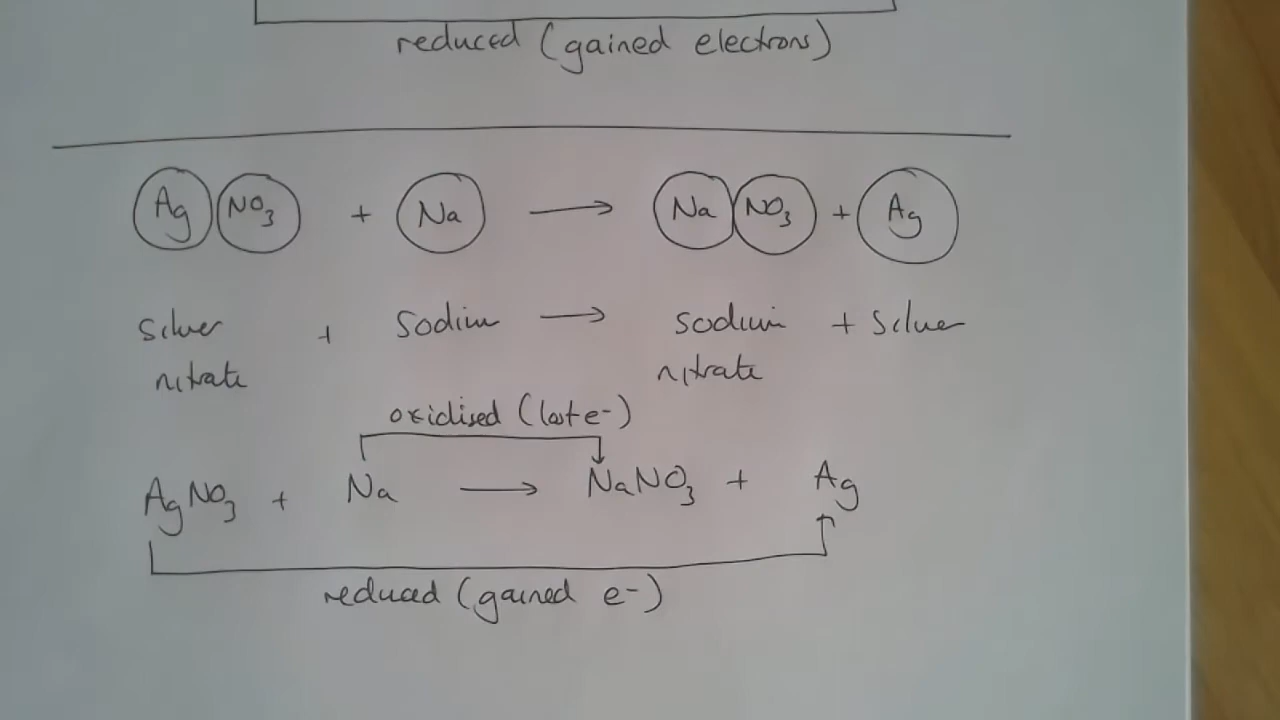 reduced (gained electrons)
Ag NO3 + Na → Na NO3 + Ag
silver + sodium → sodium + silver
nitrate nitrate
oxidised (lost e-)
AgNO3 + Na → NaNO3 + Ag
reduced (gained e-)